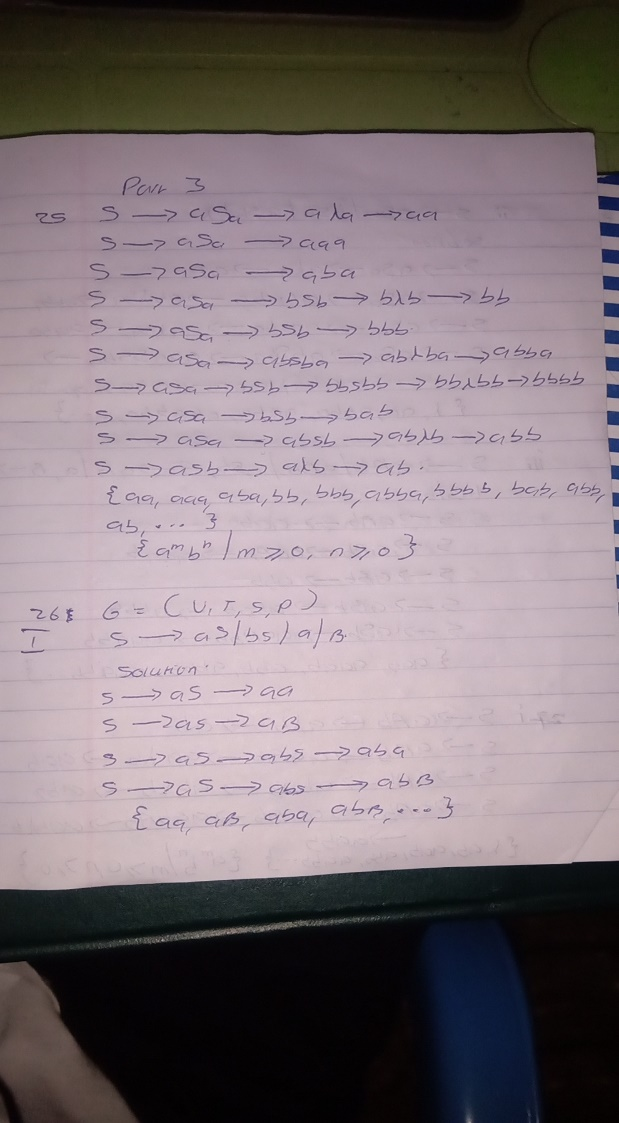 Part 3
25 S → aSa → aλa → aa
S → aSa → aaa
S → aSa → aba
S → aSa → bSb → bλb → bb
S → aSa → bSb → bbb.
S → aSa → absba → abλba → abba
S → aSa → bSb → bbsbb → bbλbb → bbbb
S → aSa → bSb → bab
S → aSa → absb → abλb → abb
S → asb → aλb → ab.
{aa, aaa, aba, bb, bbb, abba, bbbb, bab, abb,
ab, ... }
{aᵐbⁿ | m ≥ 0, n ≥ 0}
26 G = (V, T, S, P)
I S → aS/bs/a/B.
Solution:
S → aS → aa
S → as → aB
S → aS → abs → aba
S → aS → abs → abB
{aa, aB, aba, abB, ...}